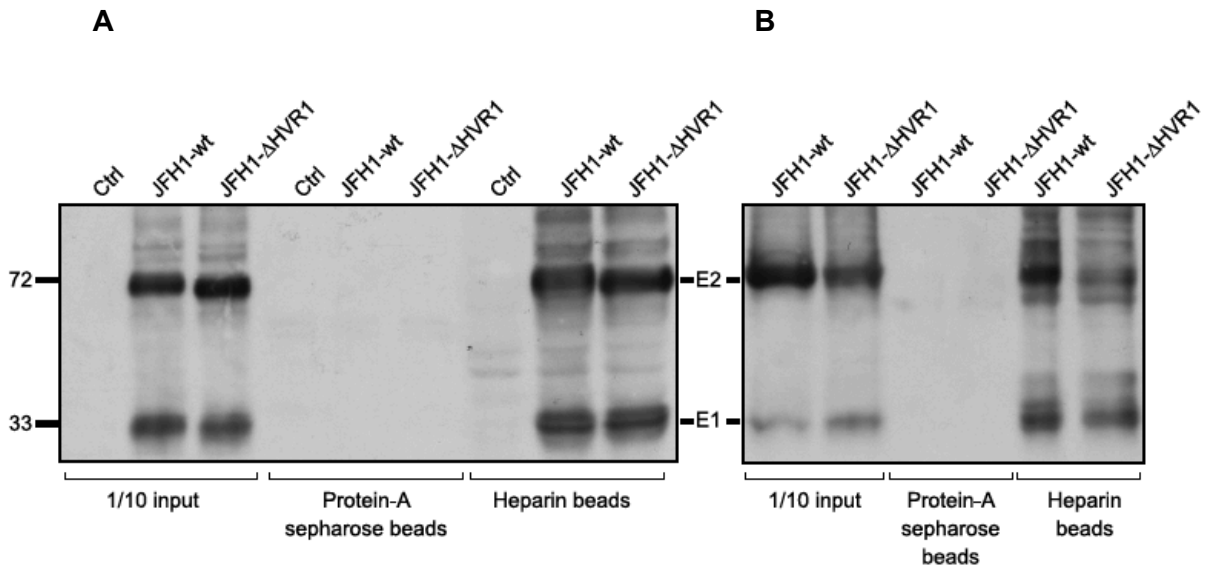 A
B
Ctrl
JFH1-wt
JFH1-ΔHVR1
Ctrl
JFH1-wt
JFH1-ΔHVR1
Ctrl
JFH1-wt
JFH1-ΔHVR1
JFH1-wt
JFH1-ΔHVR1
JFH1-wt
JFH1-ΔHVR1
JFH1-wt
JFH1-ΔHVR1
72
E2
33
E1
1/10 input
Protein-A
sepharose beads
Heparin beads
1/10 input
Protein-A
sepharose
beads
Heparin
beads